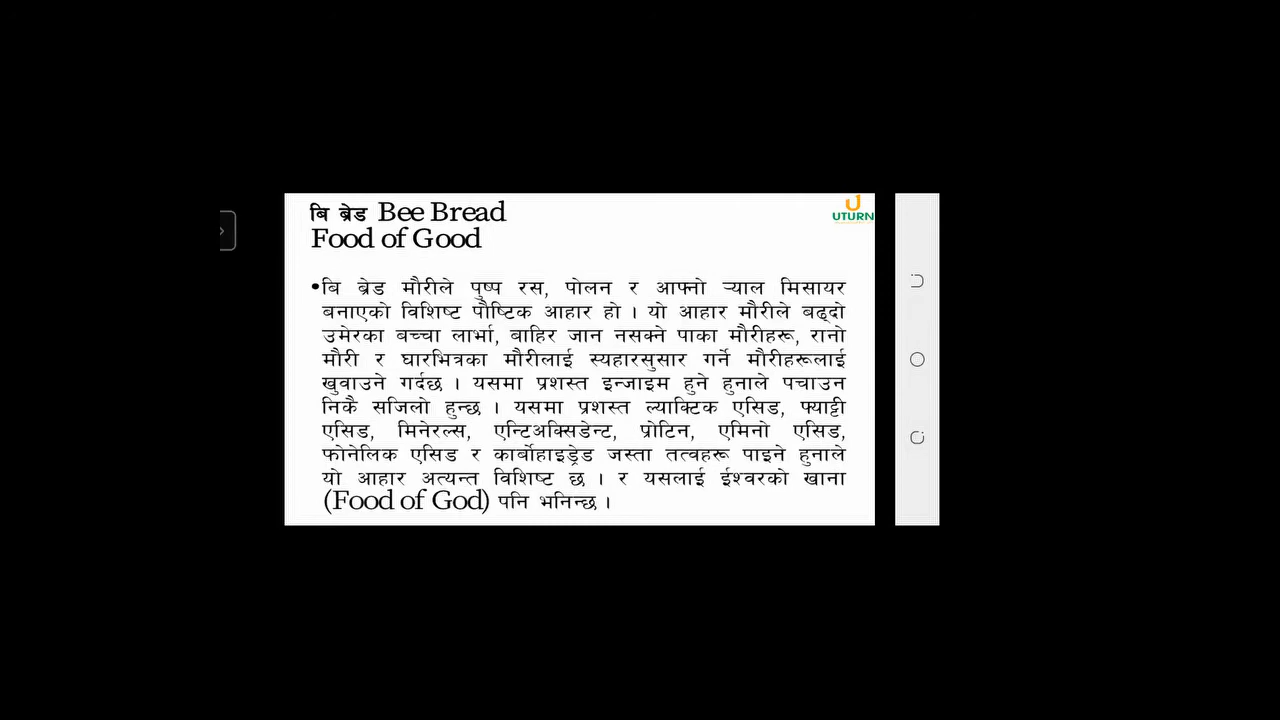 बि ब्रेड Bee Bread
Food of Good
UTURN
•बि ब्रेड मौरीले पुष्प रस, पोलन र आफ्नो र्‍याल मिसायर
बनाएको विशिष्ट पौष्टिक आहार हो । यो आहार मौरीले बढ्दो
उमेरका बच्चा लार्भा, बाहिर जान नसक्ने पाका मौरीहरू, रानो
मौरी र घारभित्रका मौरीलाई स्यहारसुसार गर्ने मौरीहरूलाई
खुवाउने गर्दछ । यसमा प्रशस्त इन्जाइम हुने हुनाले पचाउन
निकै सजिलो हुन्छ । यसमा प्रशस्त ल्याक्टिक एसिड, फ्याट्टी
एसिड, मिनेरल्स, एन्टिअक्सिडेन्ट, प्रोटिन, एमिनो एसिड,
फोनेलिक एसिड र कार्बोहाइड्रेड जस्ता तत्वहरू पाइने हुनाले
यो आहार अत्यन्त विशिष्ट छ । र यसलाई ईश्वरको खाना
(Food of God) पनि भनिन्छ ।